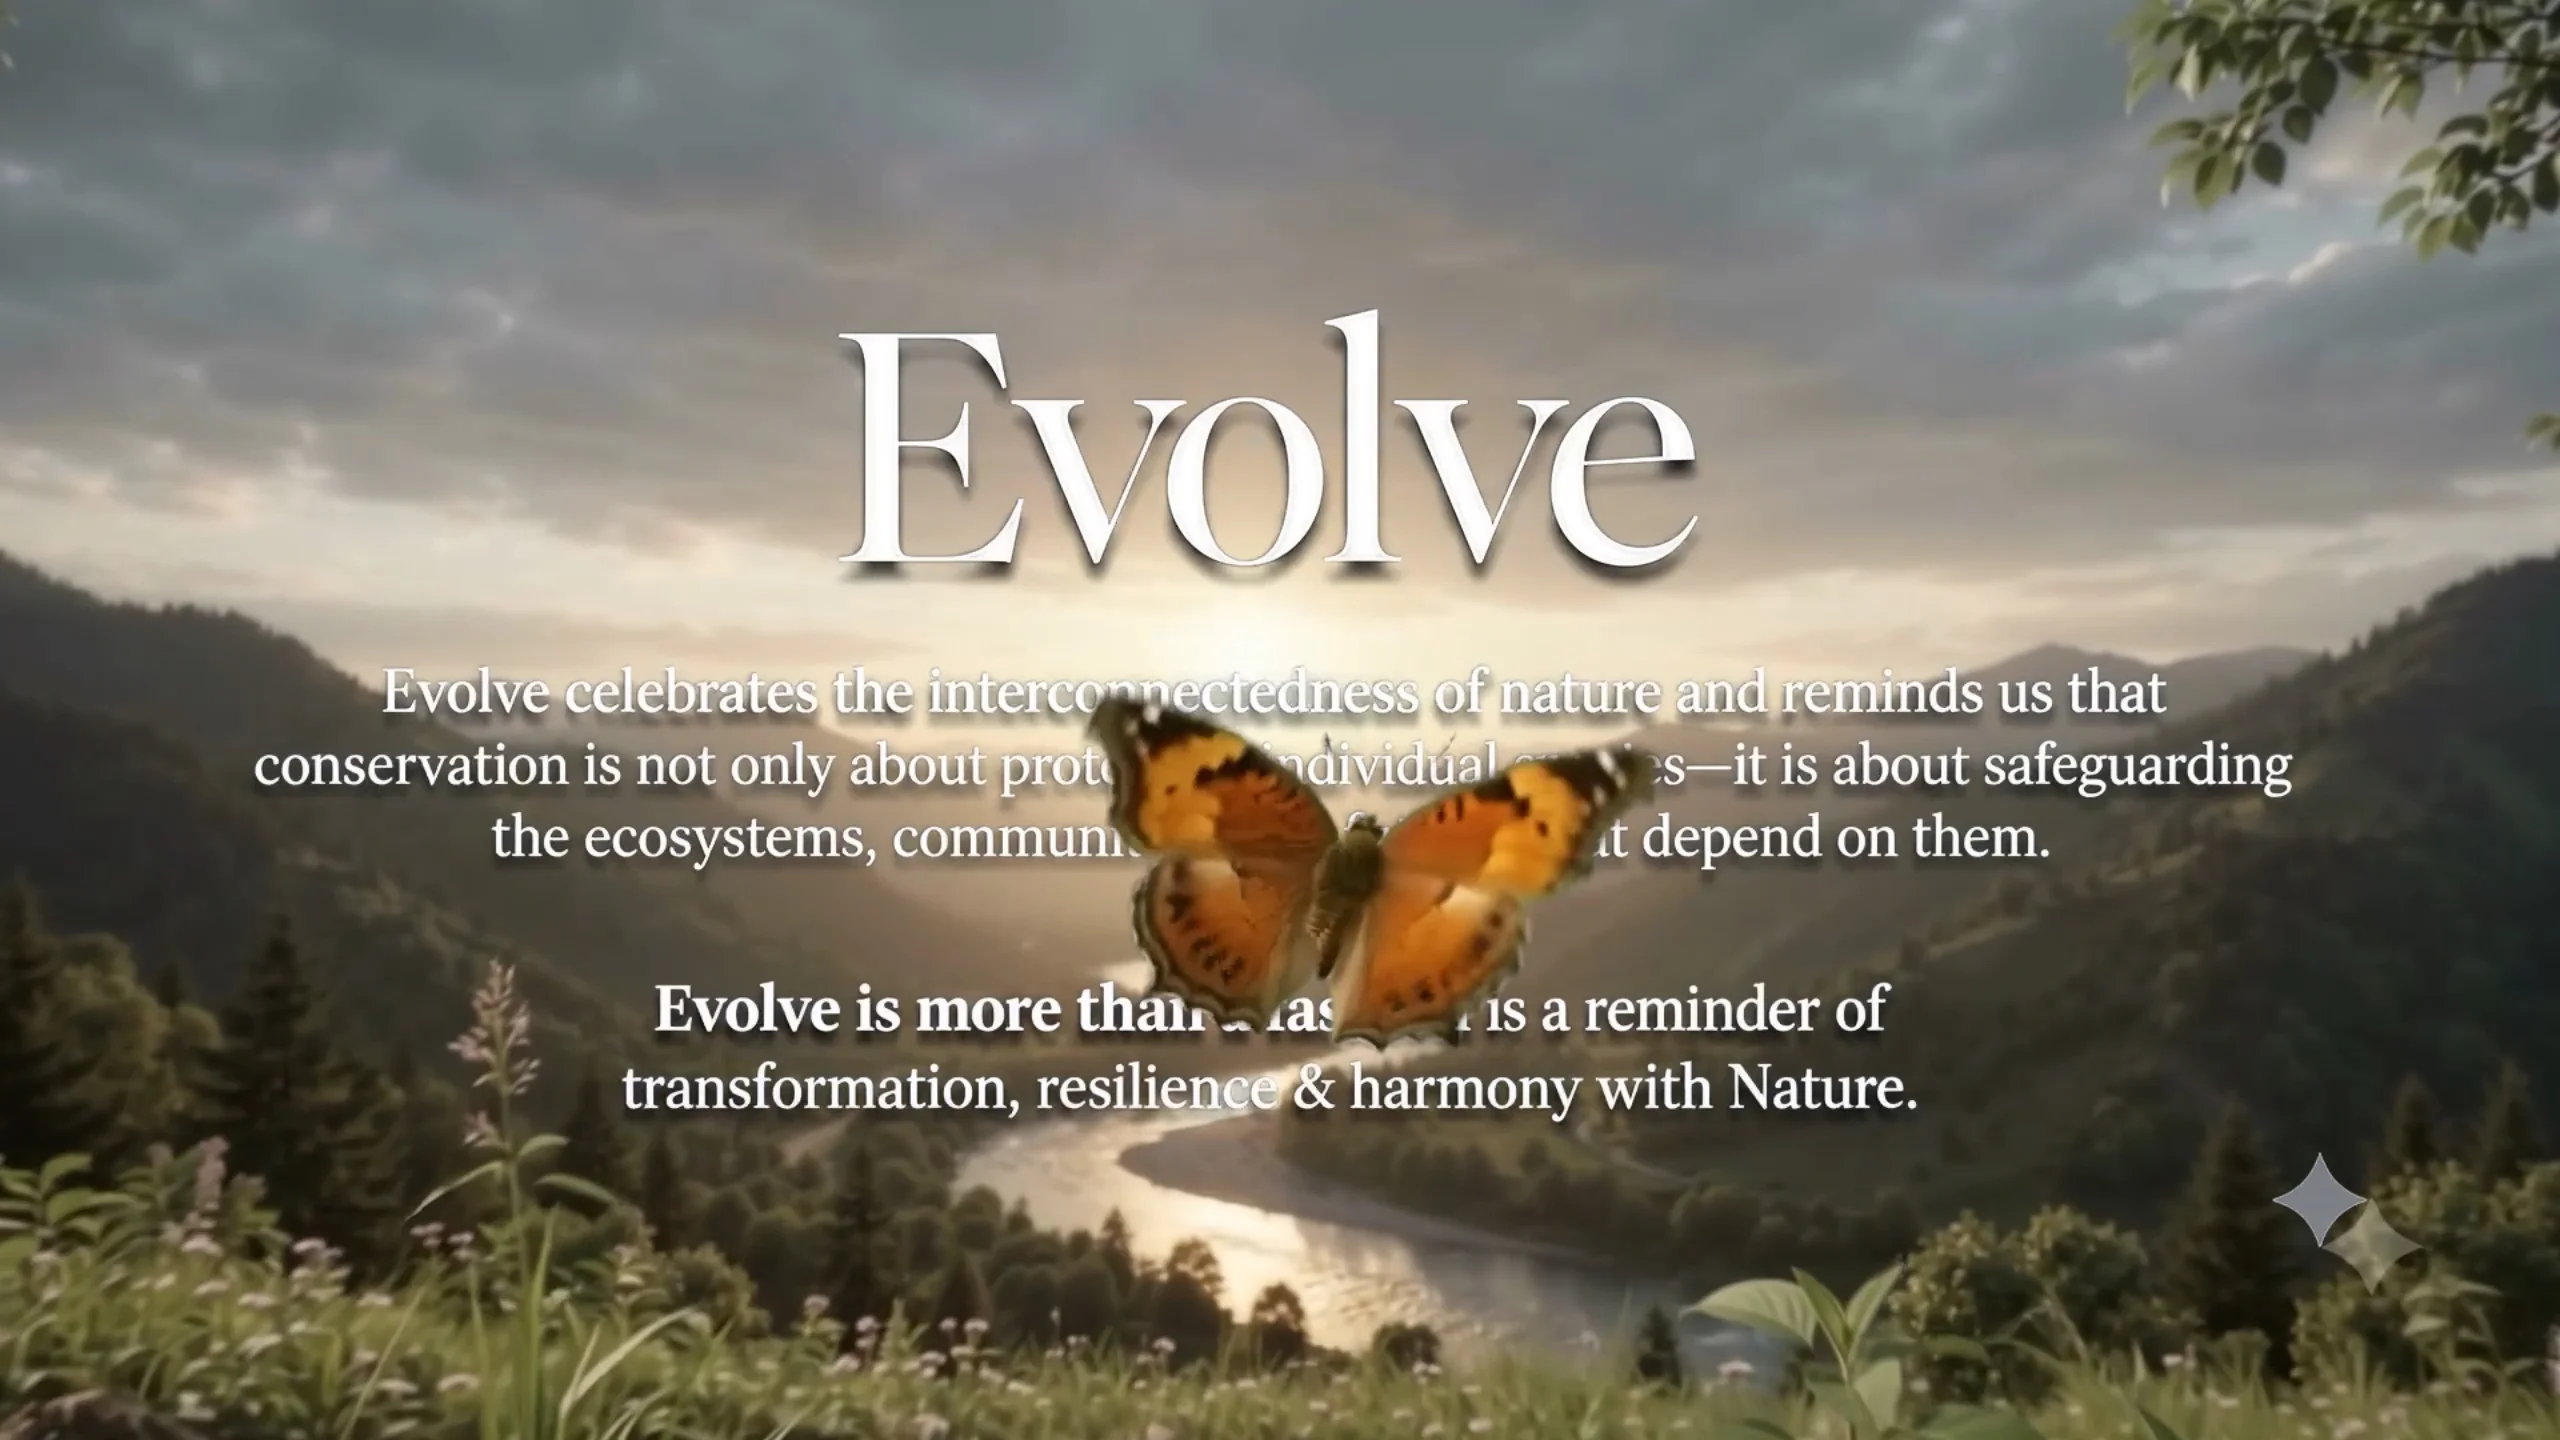 Evolve
Evolve celebrates the interconnectedness of nature and reminds us that
conservation is not only about individual it is about safeguarding
the ecosystems, depend on them.
Evolve is more than is a reminder of
transformation, resilience & harmony with Nature.